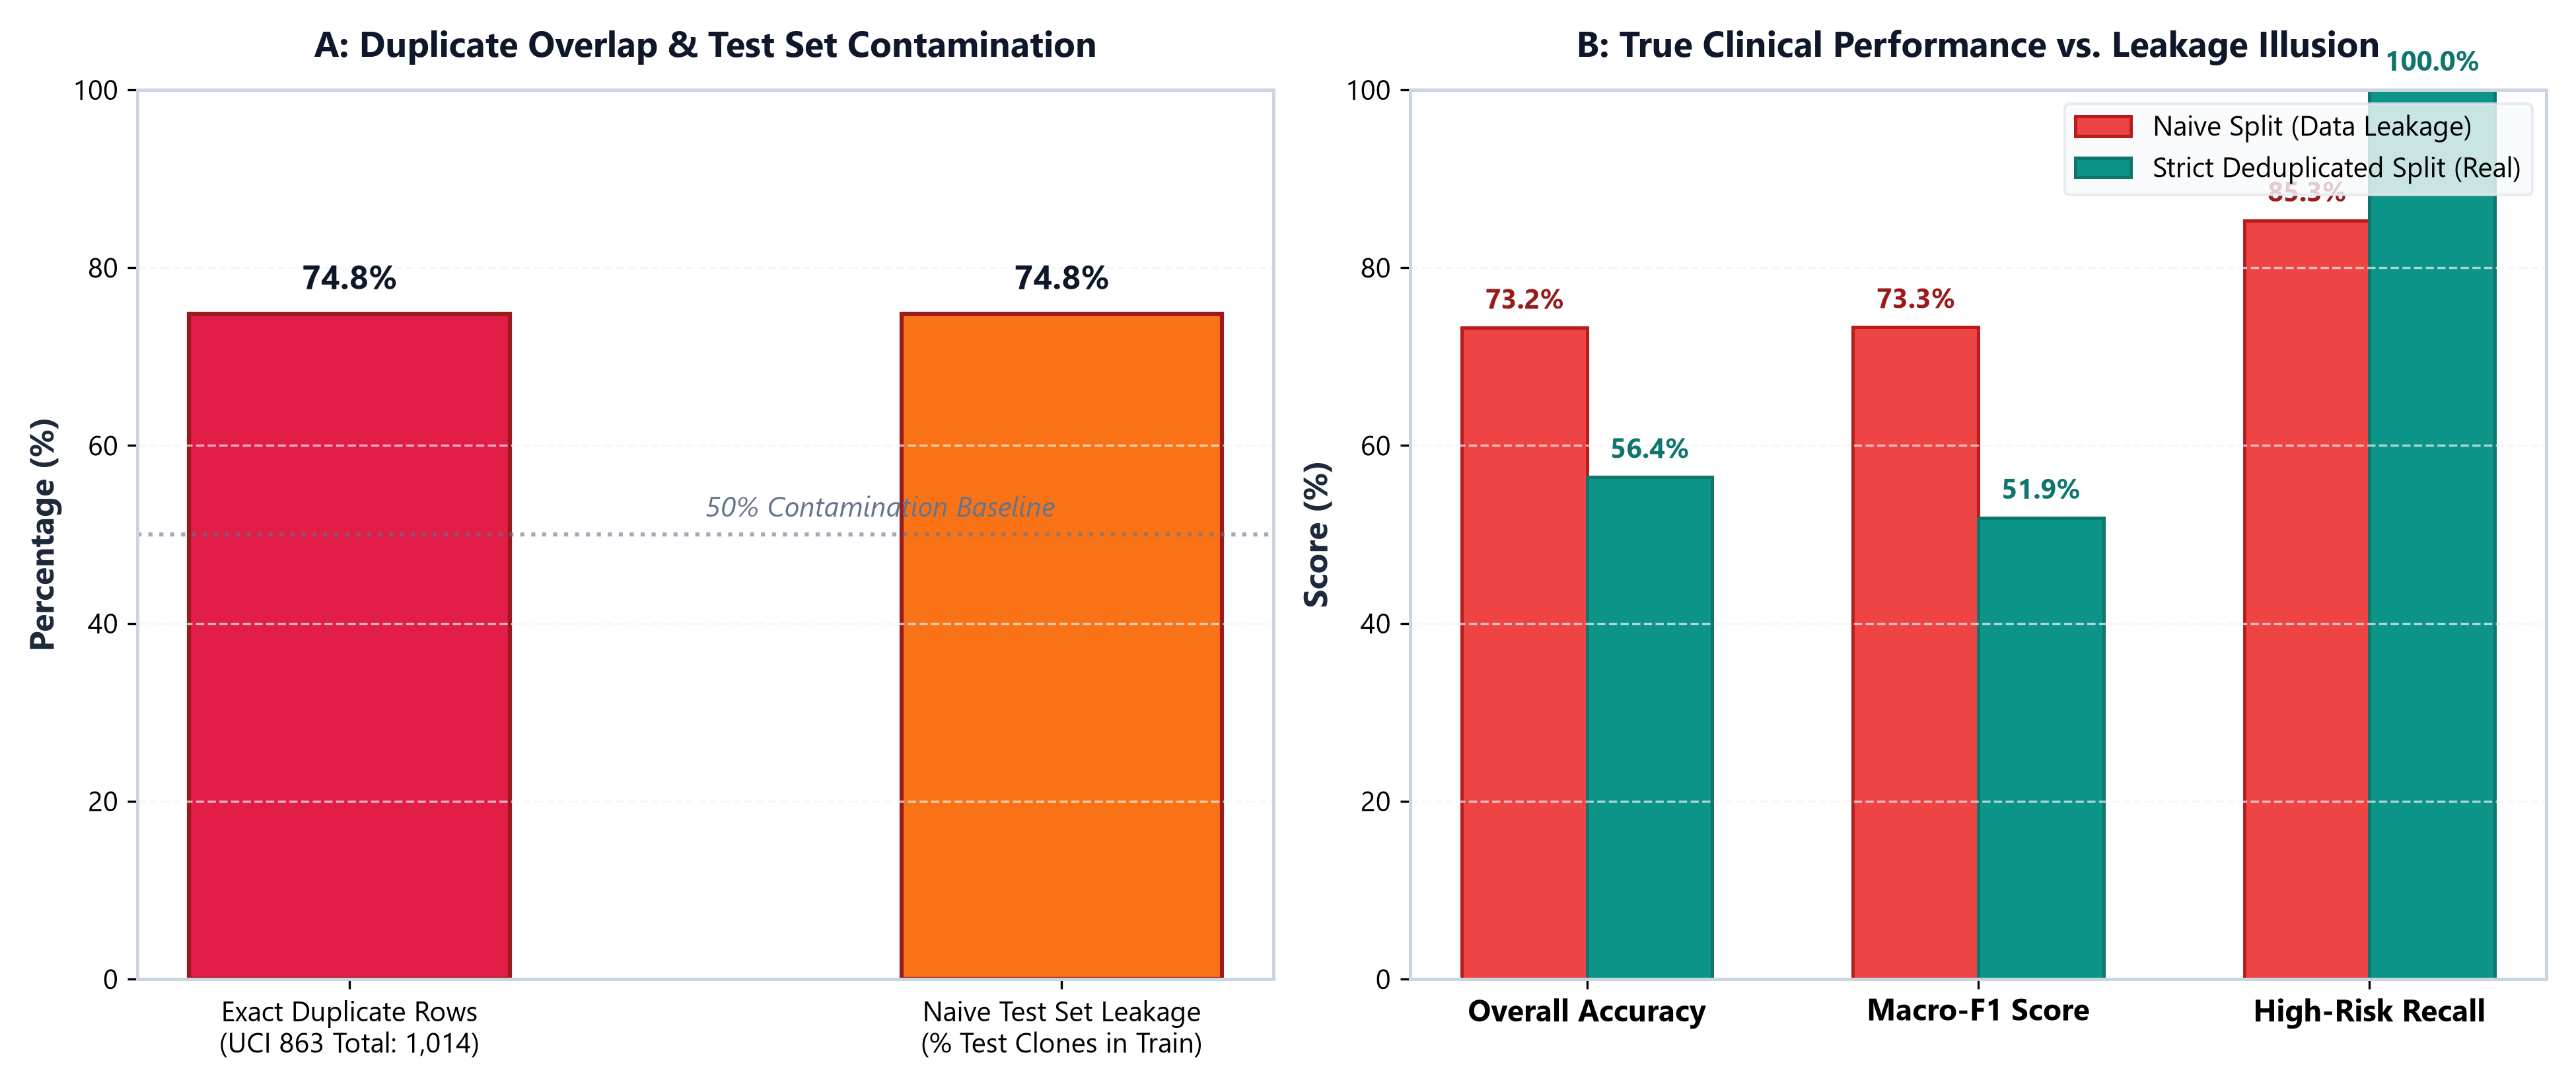 A: Duplicate Overlap & Test Set Contamination
Percentage (%)
100
80
60
40
20
0
74.8%
74.8%
50% Contamination Baseline
Exact Duplicate Rows
(UCI 863 Total: 1,014)
Naive Test Set Leakage
(% Test Clones in Train)
B: True Clinical Performance vs. Leakage Illusion
Score (%)
100
80
60
40
20
0
100.0%
Naive Split (Data Leakage)
Strict Deduplicated Split (Real)
85.3%
73.2%
73.3%
56.4%
51.9%
Overall Accuracy
Macro-F1 Score
High-Risk Recall